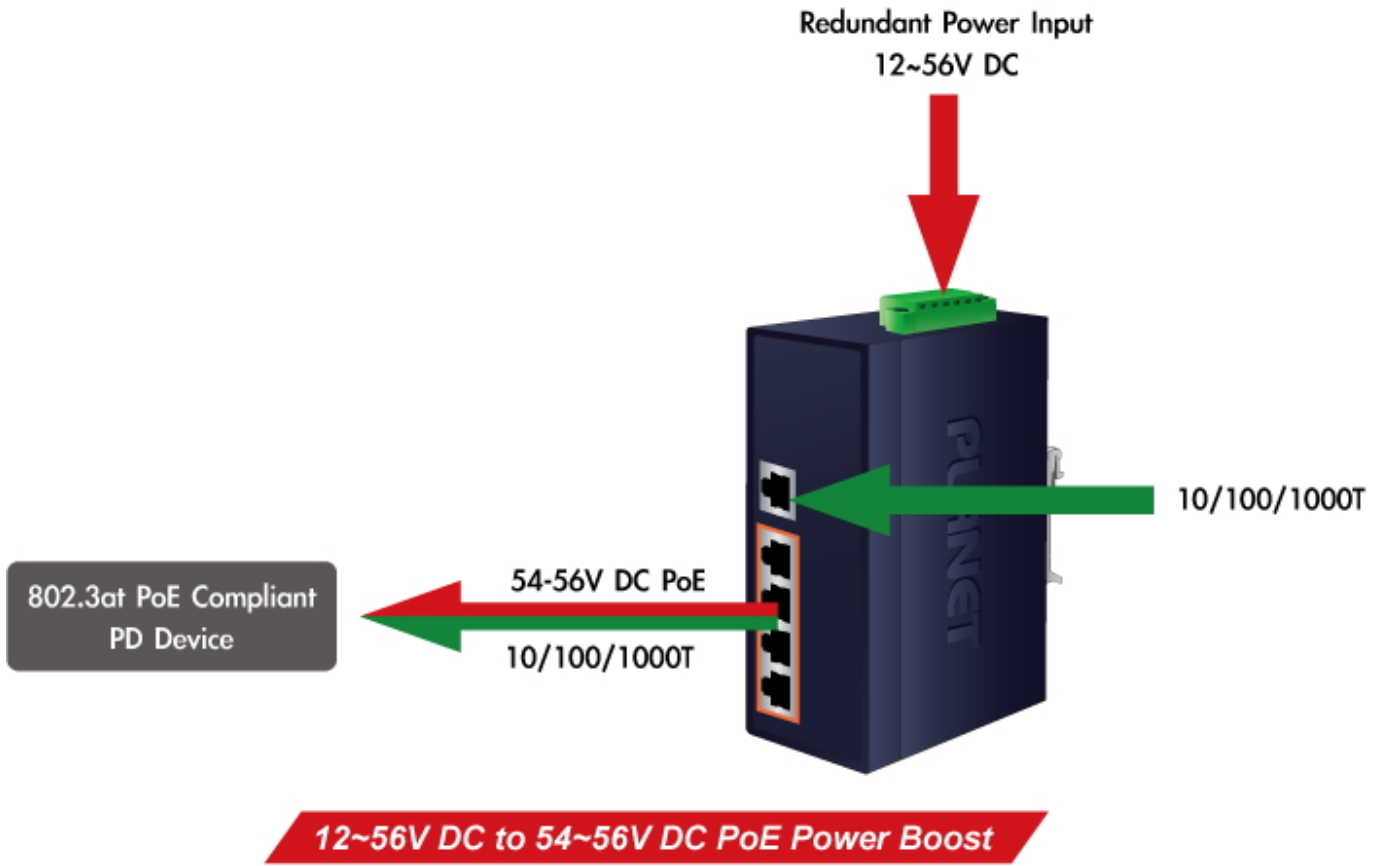 Redundant Power Input
12~56V DC
PLANET
10/100/1000T
54-56V DC PoE
10/100/1000T
802.3at PoE Compliant
PD Device
12~56V DC to 54~56V DC PoE Power Boost